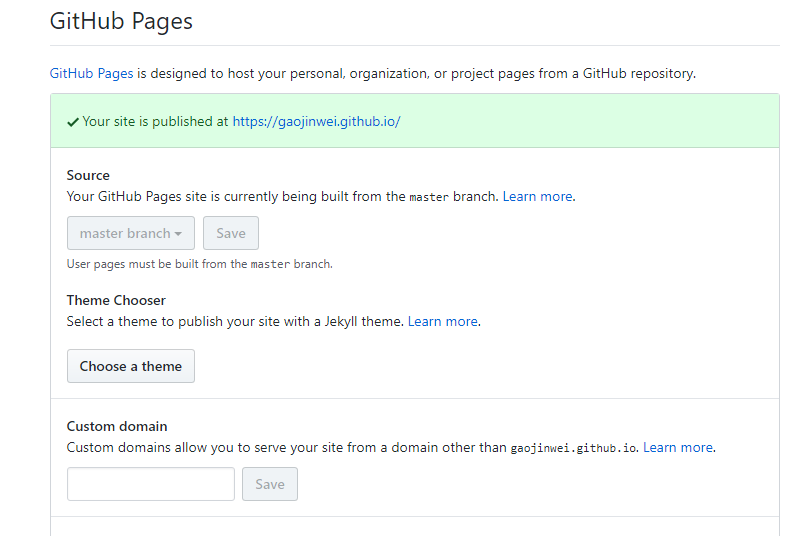 GitHub Pages
GitHub Pages is designed to host your personal, organization, or project pages from a GitHub repository.
Your site is published at https://gaojinwei.github.io/
Source
Your GitHub Pages site is currently being built from the master branch. Learn more.
master branch
Save
User pages must be built from the master branch.
Theme Chooser
Select a theme to publish your site with a Jekyll theme. Learn more.
Choose a theme
Custom domain
Custom domains allow you to serve your site from a domain other than gaojinwei.github.io. Learn more.
Save